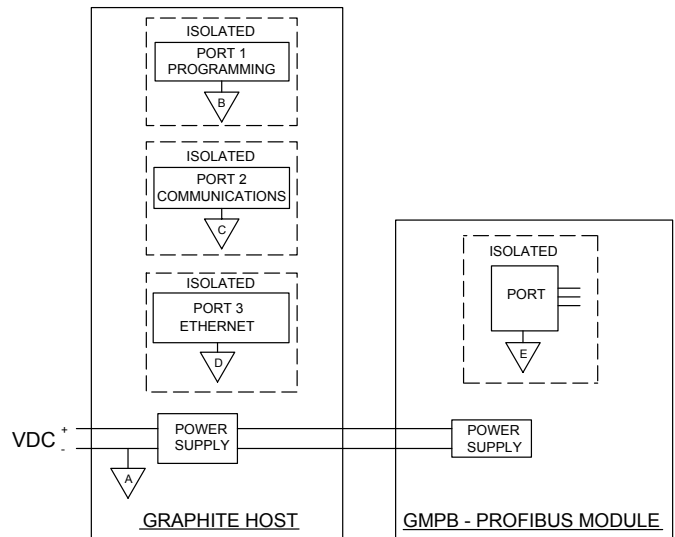 ISOLATED
PORT 1
PROGRAMMING
B
ISOLATED
PORT 2
COMMUNICATIONS
C
ISOLATED
PORT 3
ETHERNET
D
VDC + -
A
POWER
SUPPLY
GRAPHITE HOST
ISOLATED
PORT
E
POWER
SUPPLY
GMPB - PROFIBUS MODULE